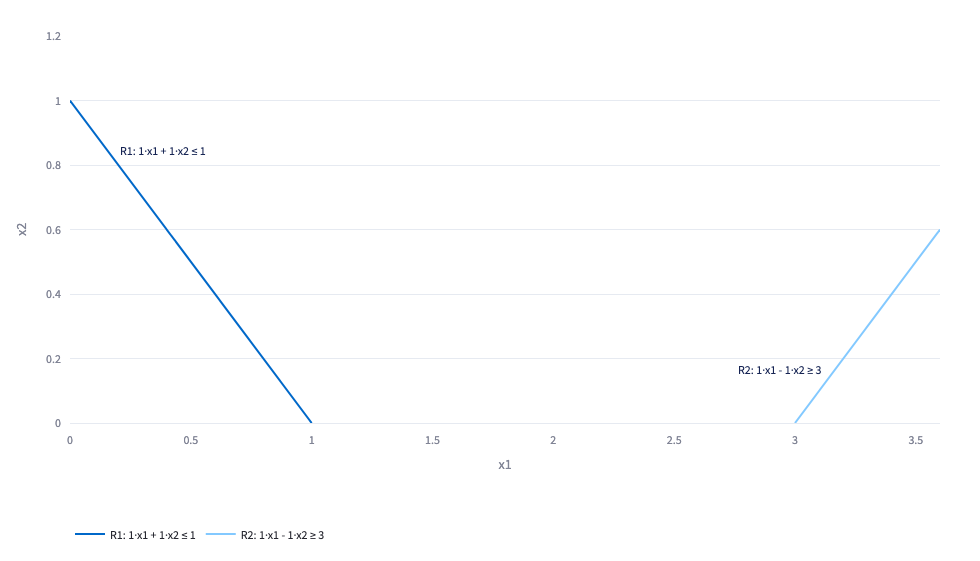 1.2
1
R1: 1·x1 + 1·x2 ≤ 1
0.8
x2
0.6
0.4
0.2
R2: 1·x1 - 1·x2 ≥ 3
0
0 0.5 1 1.5 2 2.5 3 3.5
x1
R1: 1·x1 + 1·x2 ≤ 1 R2: 1·x1 - 1·x2 ≥ 3